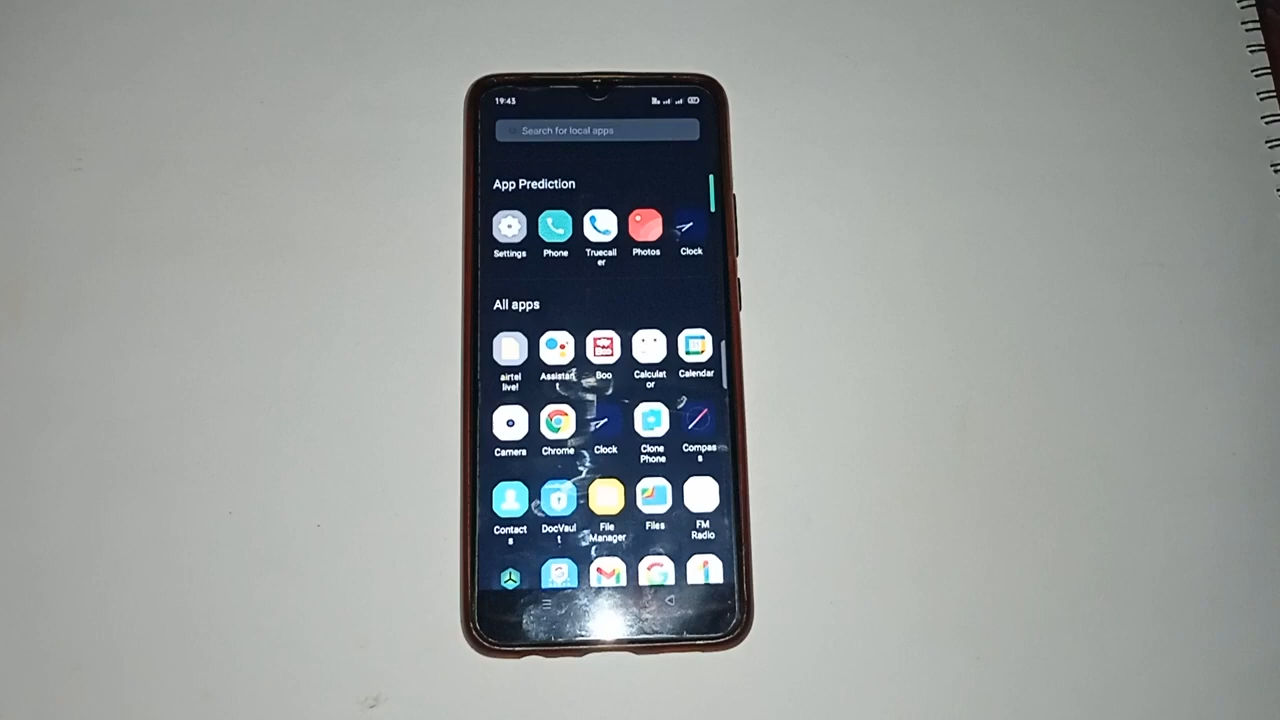 19:43
Search for local apps
App Prediction
Settings Phone Truecall
er Photos Clock
All apps
airtel
live! Assistan
t Boo Calculat
or Calendar
Camera Chrome Clock Clone
Phone Compas
s
Contact
s DocVaul
t File
Manager Files FM
Radio